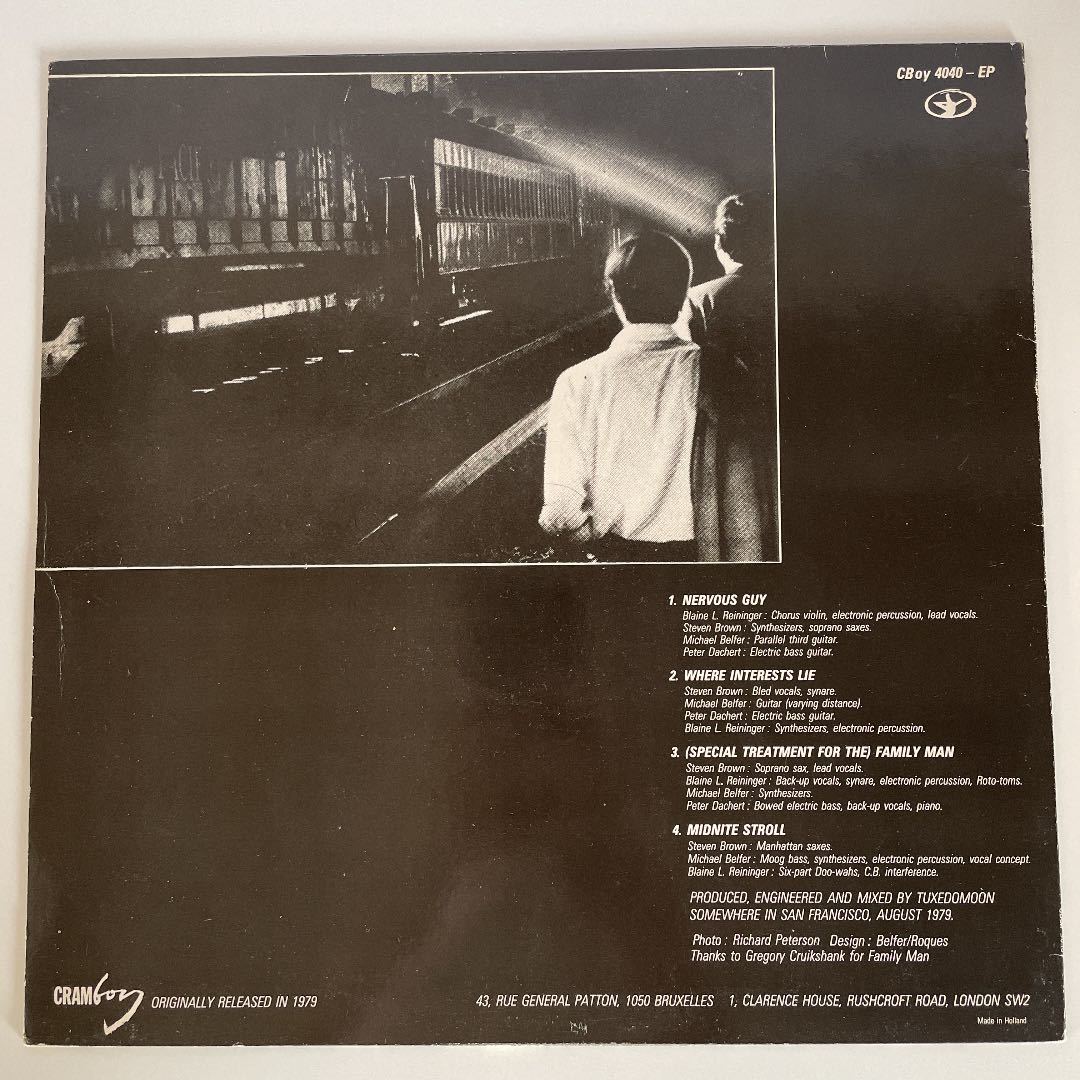 CBoy 4040 - EP
1. NERVOUS GUY
Blaine L. Reininger : Chorus violin, electronic percussion, lead vocals.
Steven Brown : Synthesizers, soprano saxes.
Michael Belfer : Parallel third guitar.
Peter Dachert : Electric bass guitar.
2. WHERE INTERESTS LIE
Steven Brown : Bled vocals, synare.
Michael Belfer : Guitar (varying distance).
Peter Dachert : Electric bass guitar.
Blaine L. Reininger : Synthesizers, electronic percussion.
3. (SPECIAL TREATMENT FOR THE) FAMILY MAN
Steven Brown : Soprano sax, lead vocals.
Blaine L. Reininger : Back-up vocals, synare, electronic percussion, Roto-toms.
Michael Belfer : Synthesizers.
Peter Dachert : Bowed electric bass, back-up vocals, piano.
4. MIDNITE STROLL
Steven Brown : Manhattan saxes.
Michael Belfer : Moog bass, synthesizers, electronic percussion, vocal concept.
Blaine L. Reininger : Six-part Doo-wahs, C.B. interference.
PRODUCED, ENGINEERED AND MIXED BY TUXEDOMOON
SOMEWHERE IN SAN FRANCISCO, AUGUST 1979.
Photo : Richard Peterson Design : Belfer/Roques
Thanks to Gregory Cruikshank for Family Man
CRAMboy ORIGINALLY RELEASED IN 1979 43, RUE GENERAL PATTON, 1050 BRUXELLES 1, CLARENCE HOUSE, RUSHCROFT ROAD, LONDON SW2
Made in Holland